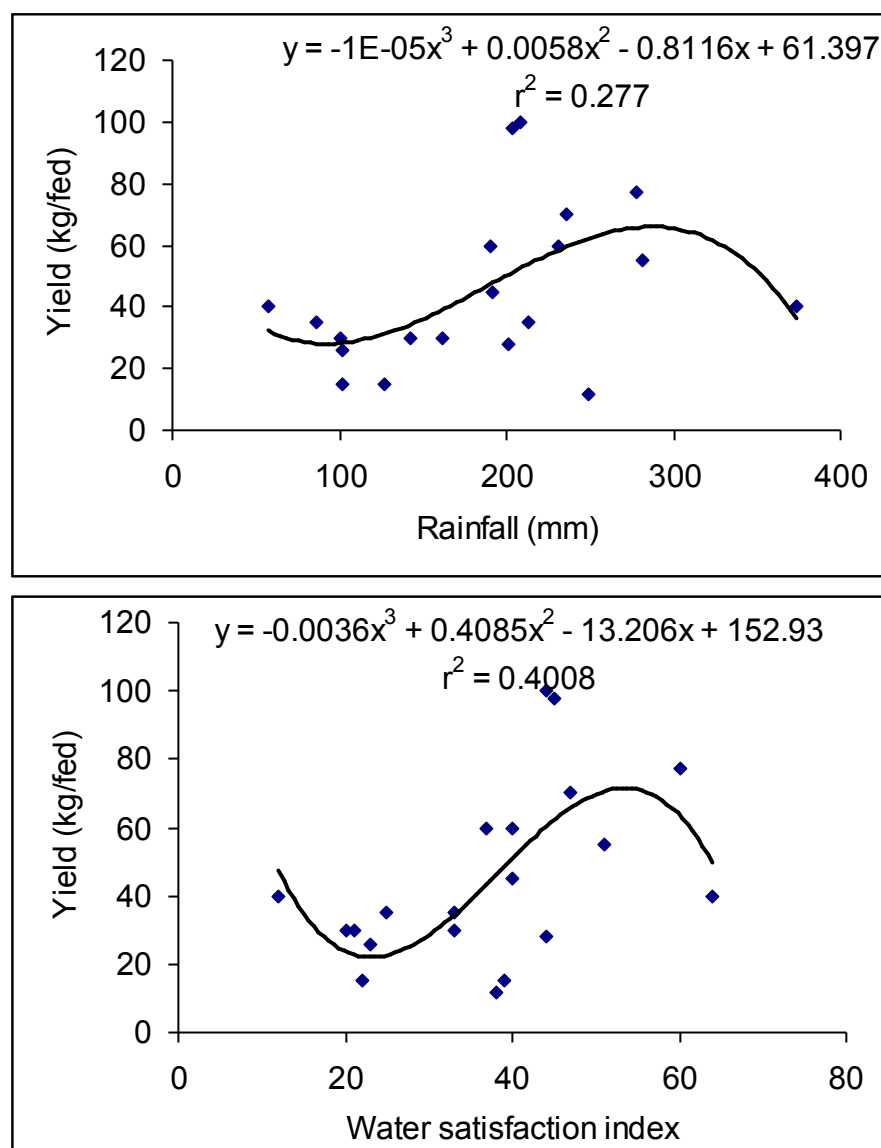 y = -1E-05x³ + 0.0058x² - 0.8116x + 61.397
r² = 0.277
120
100
80
60
40
20
0
Yield (kg/fed)
0 100 200 300 400
Rainfall (mm)
y = -0.0036x³ + 0.4085x² - 13.206x + 152.93
r² = 0.4008
120
100
80
60
40
20
0
Yield (kg/fed)
0 20 40 60 80
Water satisfaction index